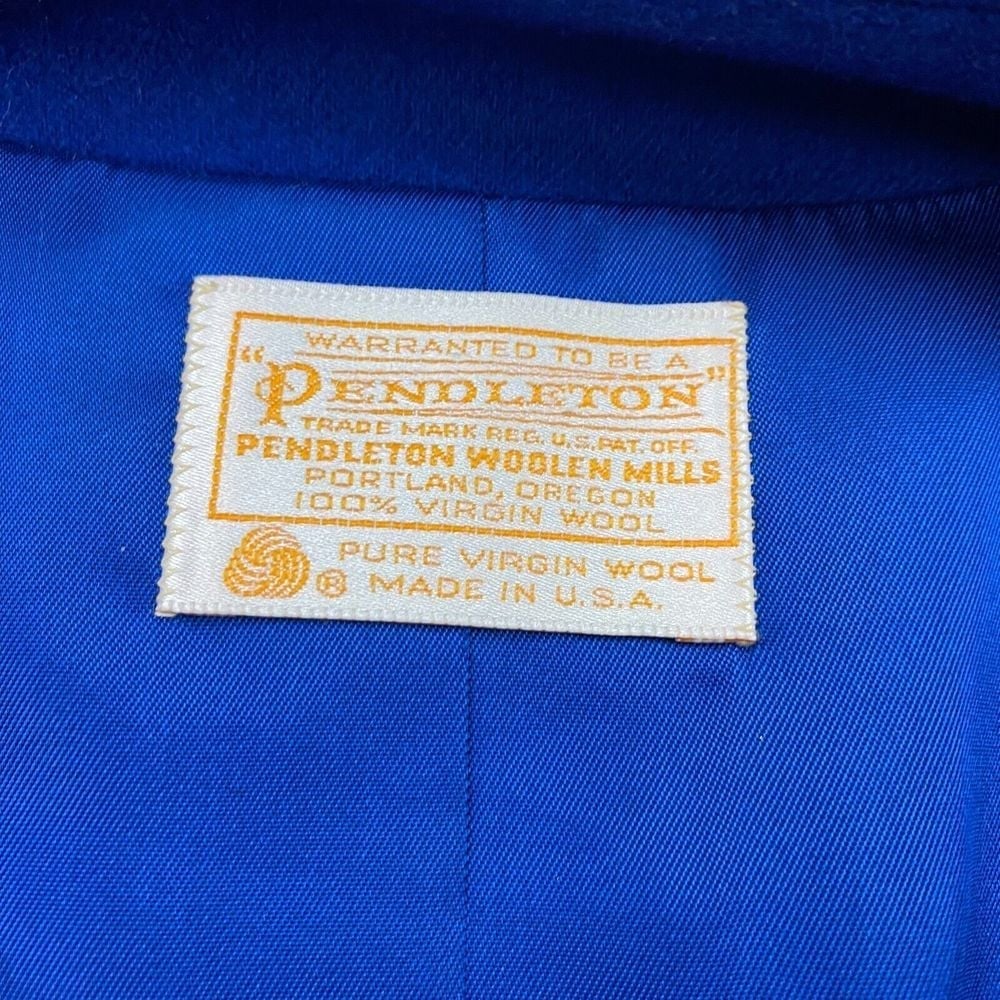 WARRANTED TO BE A
"PENDLETON"
TRADE MARK REG. U.S. PAT. OFF.
PENDLETON WOOLEN MILLS
PORTLAND, OREGON
100% VIRGIN WOOL
PURE VIRGIN WOOL
® MADE IN U.S.A.